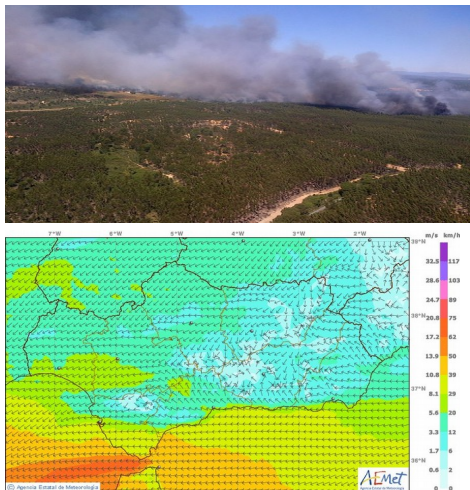 7°W 6°W 5°W 4°W 3°W 2°W
m/s km/h
39°N
38°N
37°N
36°N
32.5 117
28.6 103
24.7 89
20.8 75
17.2 62
13.9 50
10.8 39
8.1 29
5.6 20
3.3 12
1.7 6
0.6 2
0 0
AEMet
Agencia Estatal de Meteorología
© Agencia Estatal de Meteorología